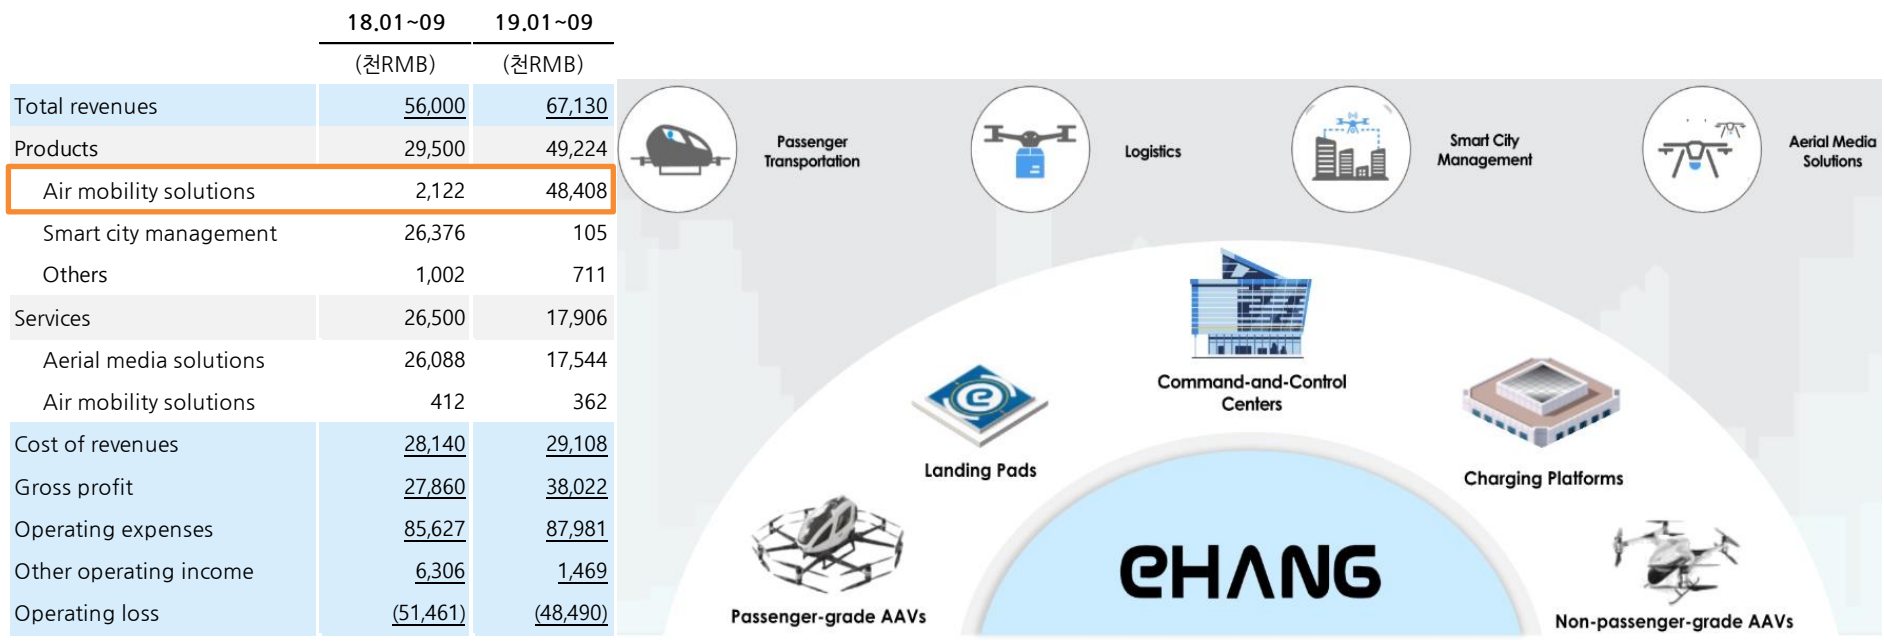 18.01~09 19.01~09
(천RMB) (천RMB)
Total revenues 56,000 67,130
Products 29,500 49,224
Air mobility solutions 2,122 48,408
Smart city management 26,376 105
Others 1,002 711
Services 26,500 17,906
Aerial media solutions 26,088 17,544
Air mobility solutions 412 362
Cost of revenues 28,140 29,108
Gross profit 27,860 38,022
Operating expenses 85,627 87,981
Other operating income 6,306 1,469
Operating loss (51,461) (48,490)
Passenger
Transportation
Logistics
Smart City
Management
Aerial Media
Solutions
Command-and-Control
Centers
Landing Pads
Charging Platforms
Passenger-grade AAVs
EHANG
Non-passenger-grade AAVs